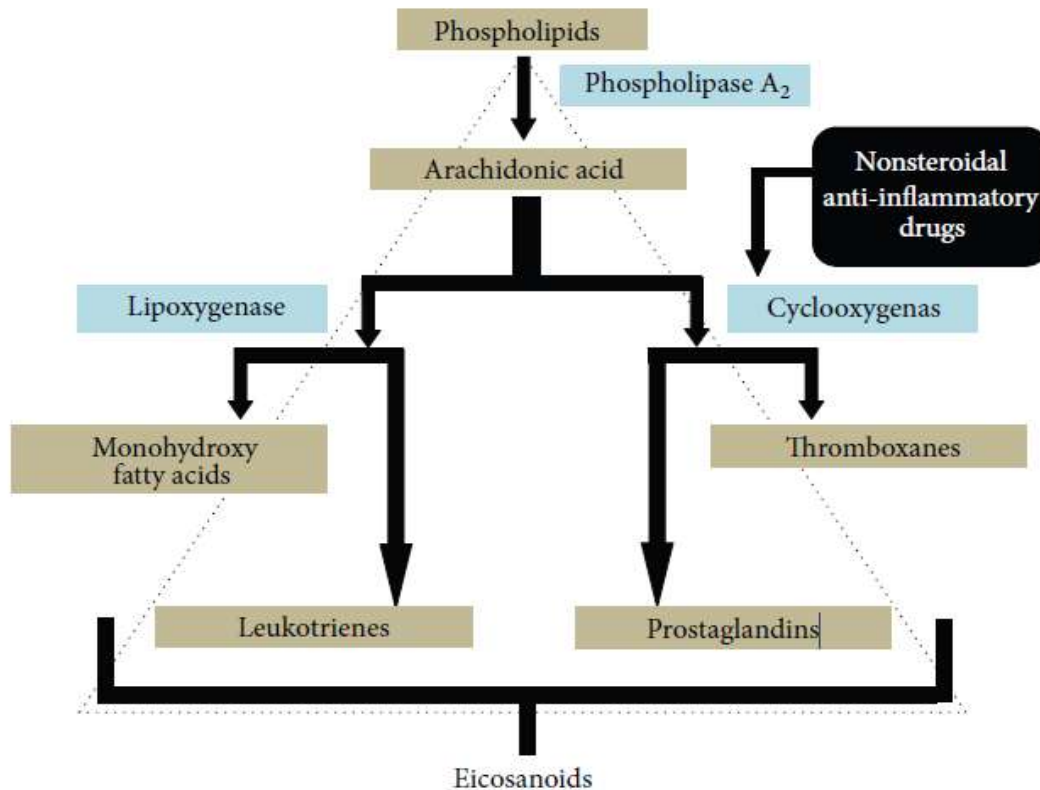 Phospholipids
Phospholipase A₂
Arachidonic acid
Nonsteroidal
anti-inflammatory
drugs
Lipoxygenase
Cyclooxygenas
Monohydroxy
fatty acids
Thromboxanes
Leukotrienes
Prostaglandins
Eicosanoids